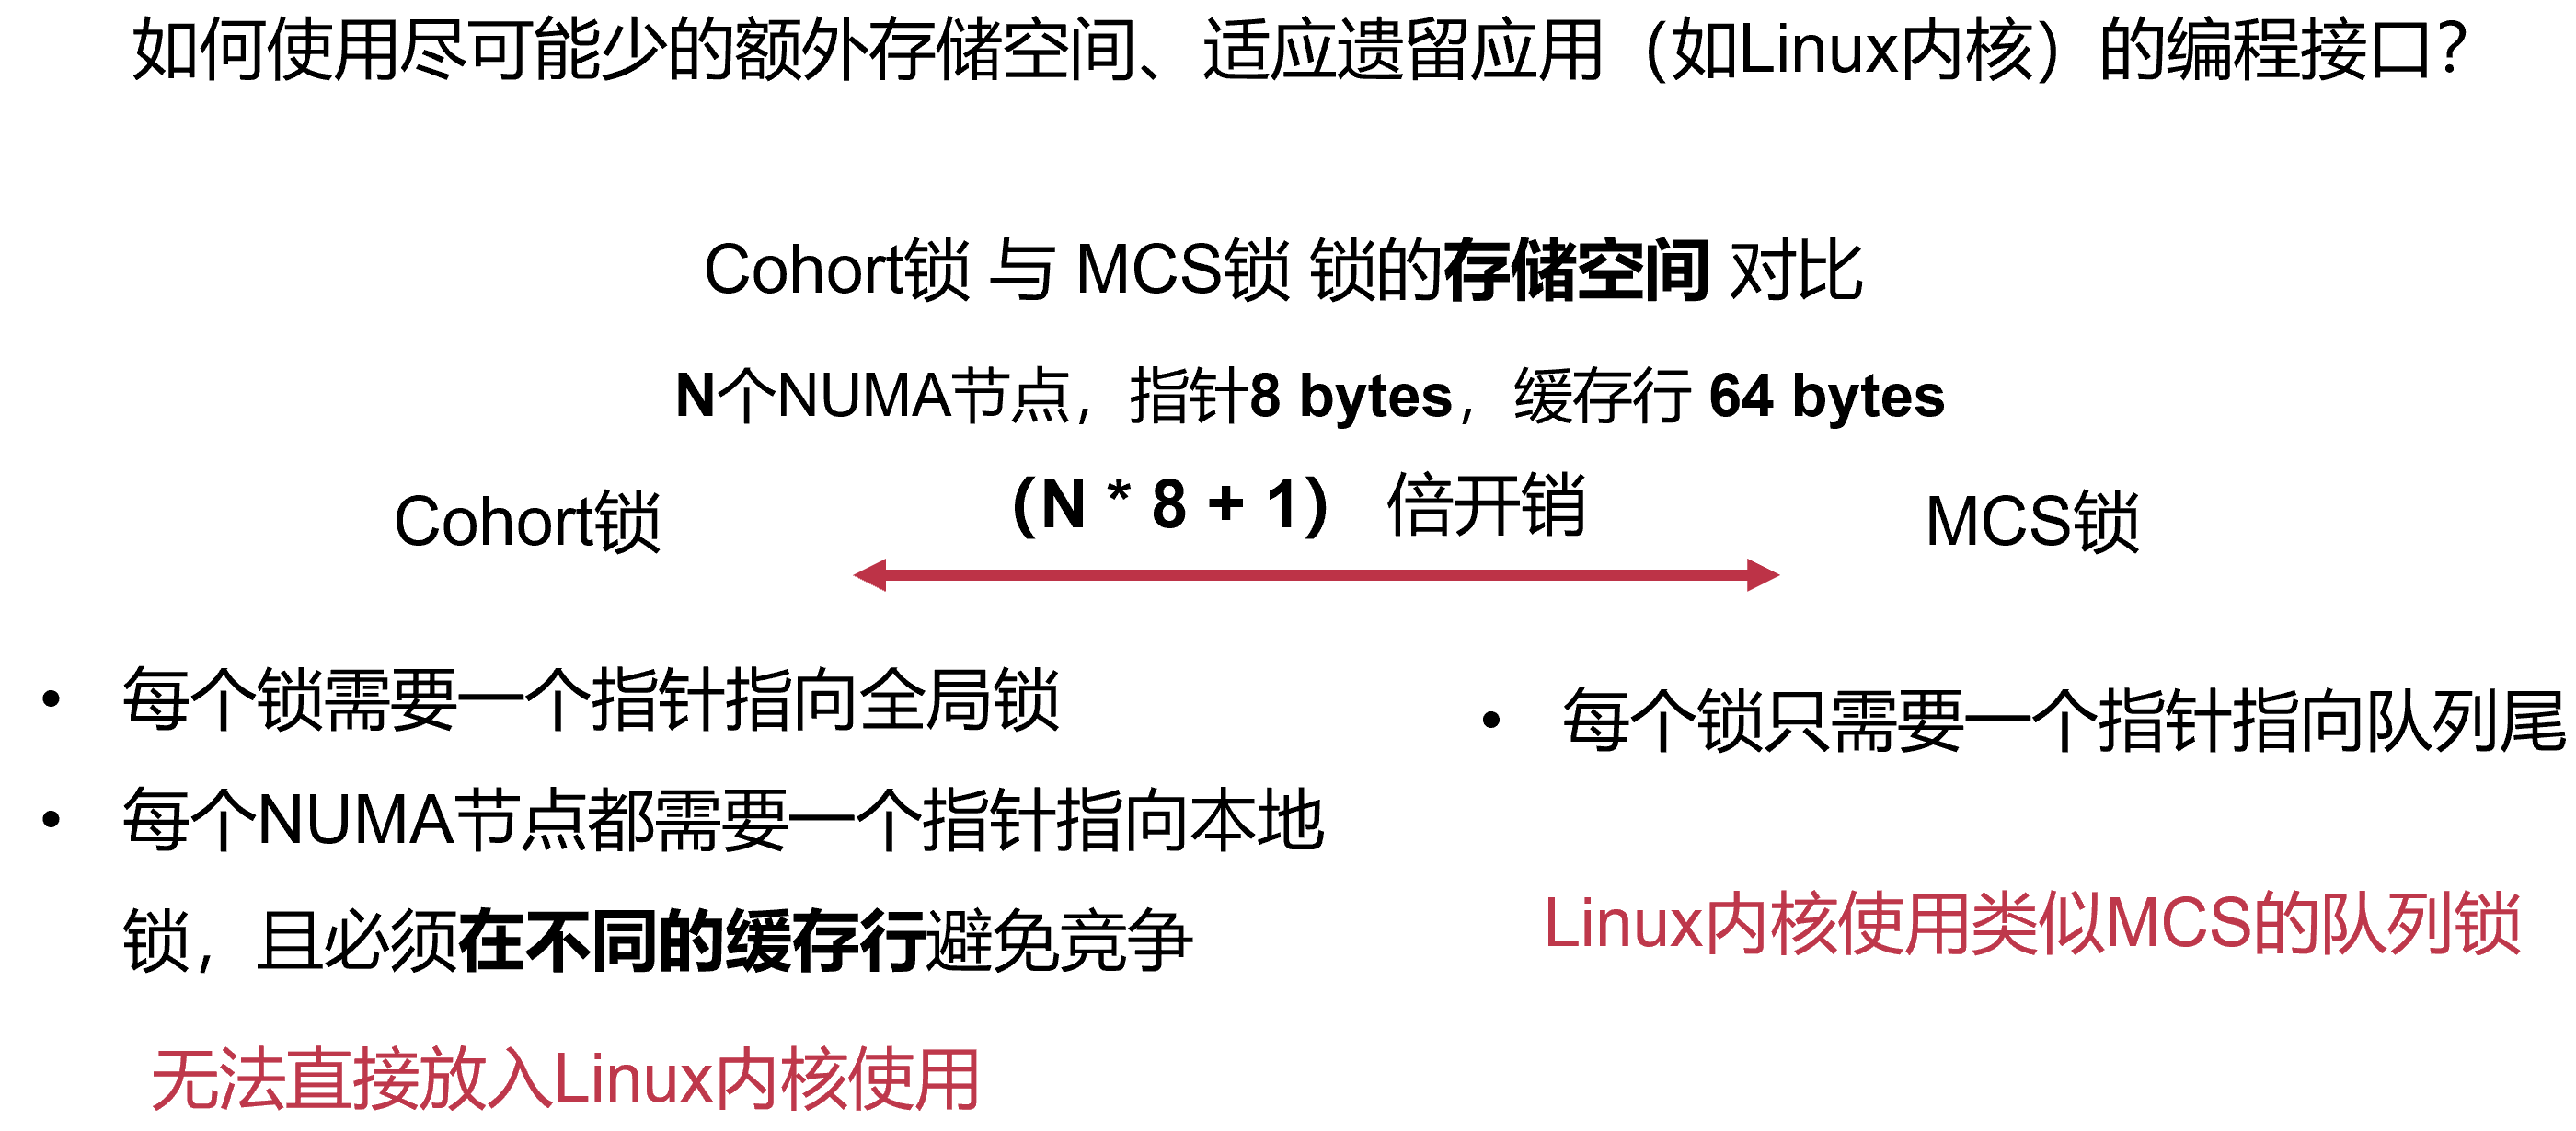 如何使用尽可能少的额外存储空间、适应遗留应用（如Linux内核）的编程接口？
Cohort锁 与 MCS锁 锁的存储空间 对比
N个NUMA节点，指针8 bytes，缓存行 64 bytes
Cohort锁
（N * 8 + 1） 倍开销
MCS锁
• 每个锁需要一个指针指向全局锁
• 每个NUMA节点都需要一个指针指向本地
锁，且必须在不同的缓存行避免竞争
无法直接放入Linux内核使用
• 每个锁只需要一个指针指向队列尾
Linux内核使用类似MCS的队列锁